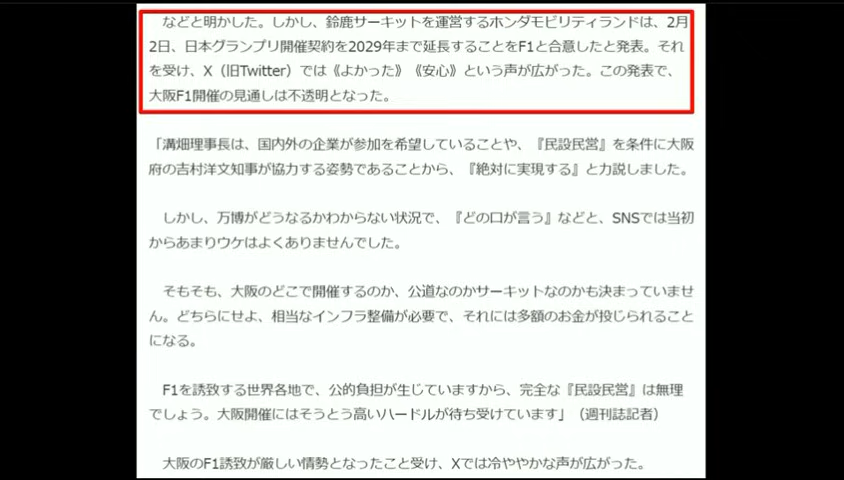 などと明かした。しかし、鈴鹿サーキットを運営するホンダモビリティランドは、2月
2日、日本グランプリ開催契約を2029年まで延長することをF1と合意したと発表。それ
を受け、X（旧Twitter）では《よかった》《安心》という声が広がった。この発表で、
大阪F1開催の見通しは不透明となった。
「溝畑理事長は、国内外の企業が参加を希望していることや、『民設民営』を条件に大阪
府の吉村洋文知事が協力する姿勢であることから、『絶対に実現する』と力説しました。
しかし、万博がどうなるかわからない状況で、『どの口が言う』などと、SNSでは当初
からあまりウケはよくありませんでした。
そもそも、大阪のどこで開催するのか、公道なのかサーキットなのかも決まっていませ
ん。どちらにせよ、相当なインフラ整備が必要で、それには多額のお金が投じられること
になる。
F1を誘致する世界各地で、公的負担が生じていますから、完全な『民設民営』は無理
でしょう。大阪開催にはそうとう高いハードルが待ち受けています」（週刊誌記者）
大阪のF1誘致が厳しい情勢となったこと受け、Xでは冷ややかな声が広がった。